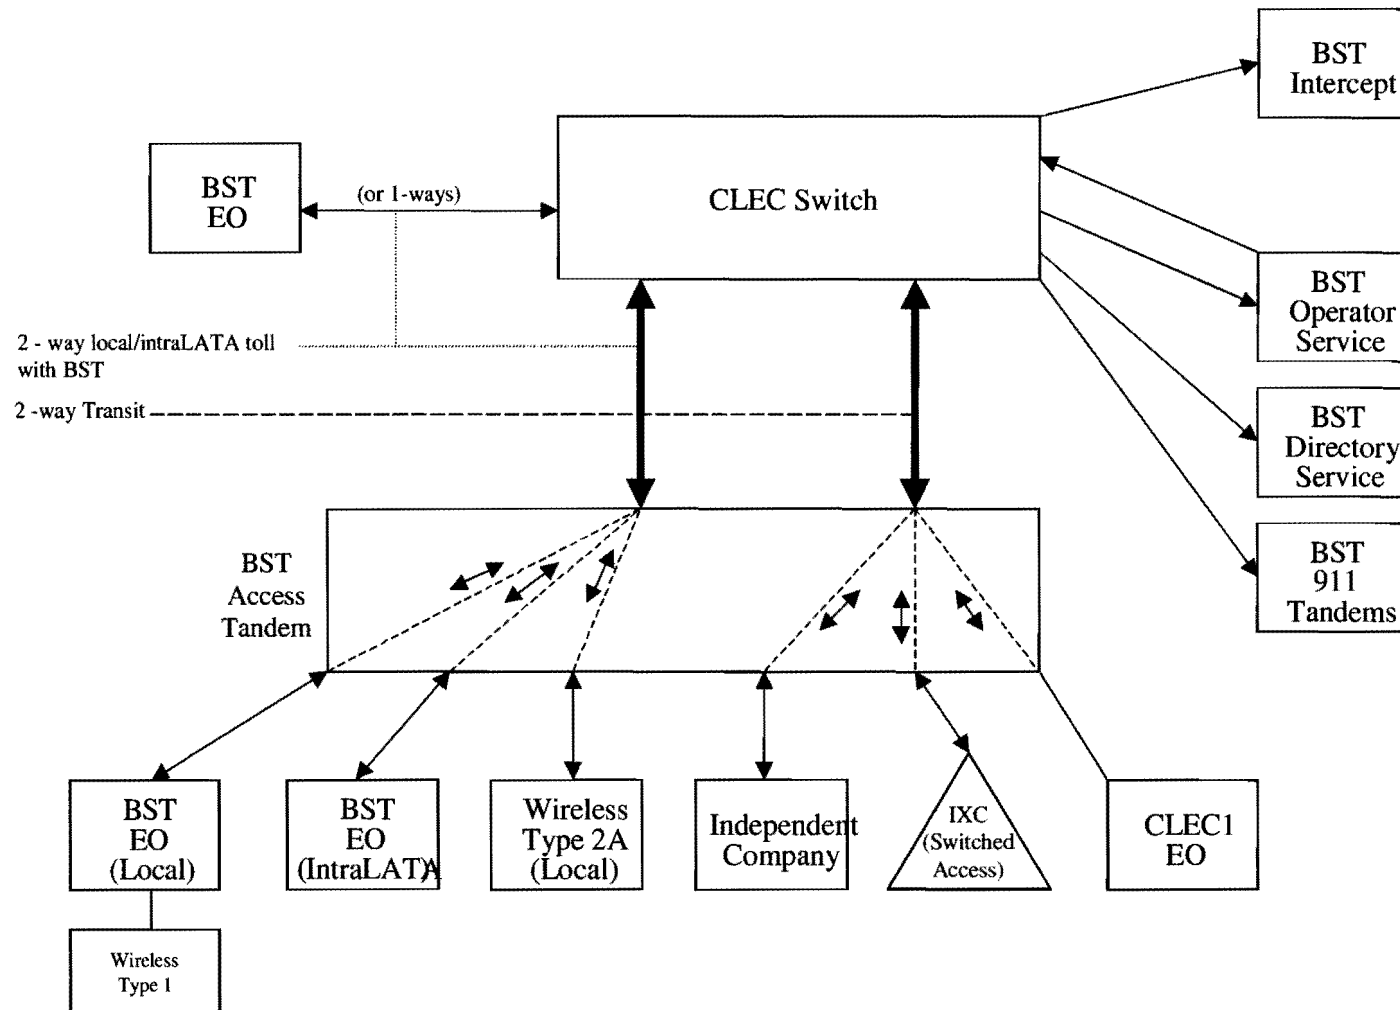 BST
Intercept
BST
EO
(or 1-ways)
CLEC Switch
BST
Operator
Service
2 - way local/intraLATA toll
with BST
2 -way Transit
BST
Directory
Service
BST
Access
Tandem
BST
911
Tandems
BST
EO
(Local)
BST
EO
(IntraLATA)
Wireless
Type 2A
(Local)
Independent
Company
IXC
(Switched
Access)
CLEC1
EO
Wireless
Type 1